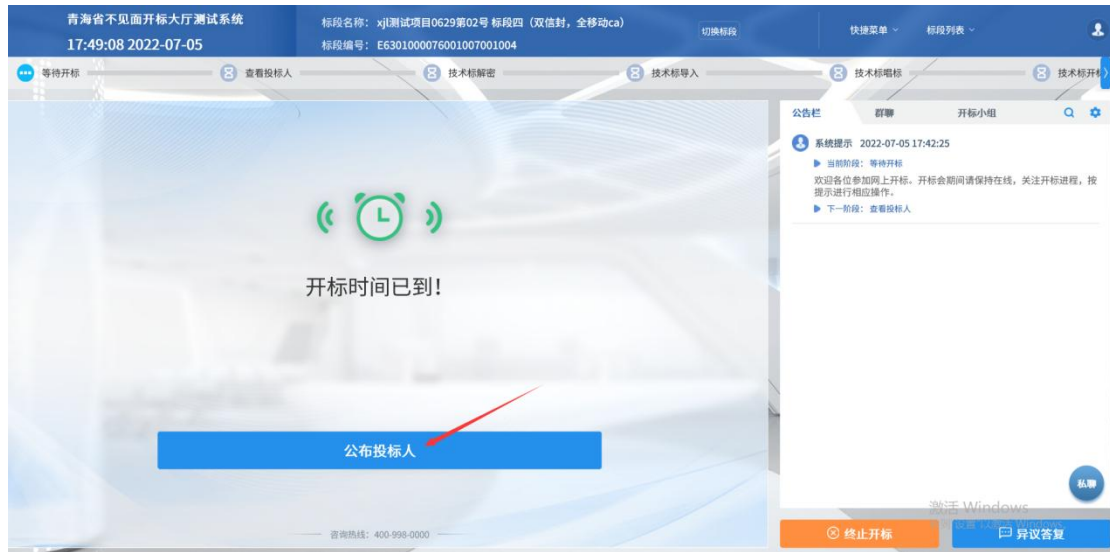 青海省不见面开标大厅测试系统
17:49:08 2022-07-05
标段名称： xjl测试项目0629第02号 标段四（双信封，全移动ca）
标段编号： E6301000076001007001004
切换标段
快捷菜单
标段列表
等待开标
查看投标人
技术标解密
技术标导入
技术标唱标
技术标开标
开标时间已到！
公布投标人
咨询热线：400-998-0000
公告栏
群聊
开标小组
系统提示 2022-07-05 17:42:25
当前阶段： 等待开标
欢迎各位参加网上开标。开标会期间请保持在线，关注开标进程，按
提示进行相应操作。
下一阶段： 查看投标人
私聊
激活 Windows
终止开标
异议答复